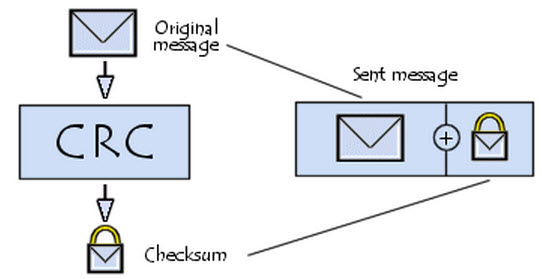 Original
message
Sent message
CRC
Checksum